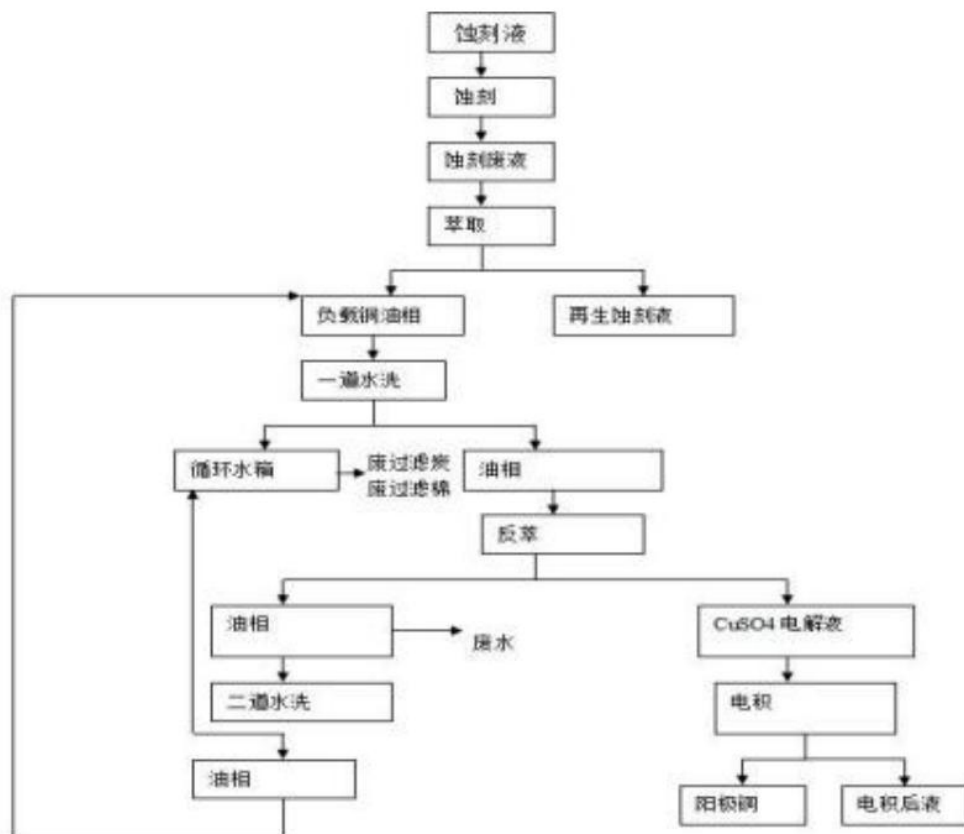 蚀刻液
蚀刻
蚀刻废液
萃取
负载铜油相
再生蚀刻液
一道水洗
循环水箱
废过滤炭
废过滤棉
油相
反萃
油相
废水
CuSO4 电解液
二道水洗
电积
油相
阳极铜
电积后液